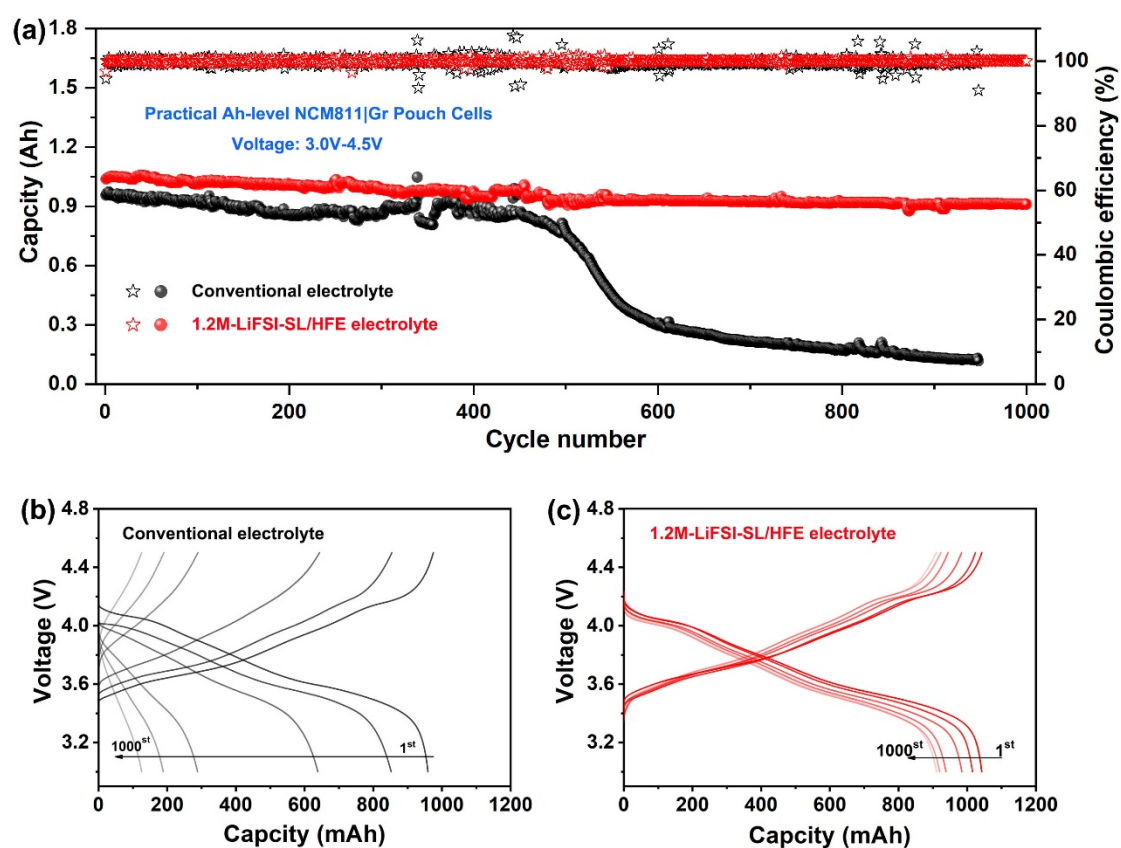 (a)
1.8
1.5
1.2
0.9
0.6
0.3
0.0
Capcity (Ah)
Practical Ah-level NCM811|Gr Pouch Cells
Voltage: 3.0V-4.5V
Conventional electrolyte
1.2M-LiFSI-SL/HFE electrolyte
100
80
60
40
20
0
Coulombic efficiency (%)
0 200 400 600 800 1000
Cycle number
(b)
4.8
4.4
4.0
3.6
3.2
Voltage (V)
Conventional electrolyte
1000st
1st
0 200 400 600 800 1000 1200
Capcity (mAh)
(c)
4.8
4.4
4.0
3.6
3.2
Voltage (V)
1.2M-LiFSI-SL/HFE electrolyte
1000st
1st
0 200 400 600 800 1000 1200
Capcity (mAh)